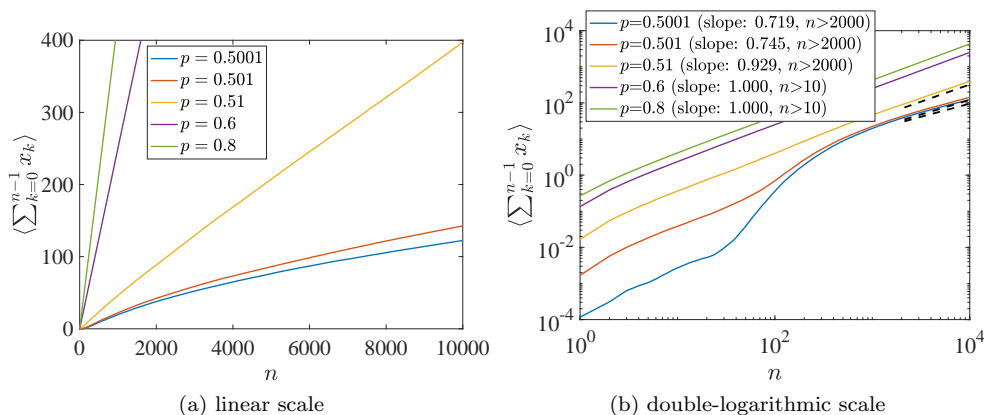 400
300
200
100
0
0 2000 4000 6000 8000 10000
n
⟨∑_{k=0}^{n−1} x_k⟩
p = 0.5001
p = 0.501
p = 0.51
p = 0.6
p = 0.8
(a) linear scale
p=0.5001 (slope: 0.719, n>2000)
p=0.501 (slope: 0.745, n>2000)
p=0.51 (slope: 0.929, n>2000)
p=0.6 (slope: 1.000, n>10)
p=0.8 (slope: 1.000, n>10)
10^4
10^2
10^0
10^{-2}
10^{-4}
10^0 10^2 10^4
n
⟨∑_{k=0}^{n−1} x_k⟩
(b) double-logarithmic scale